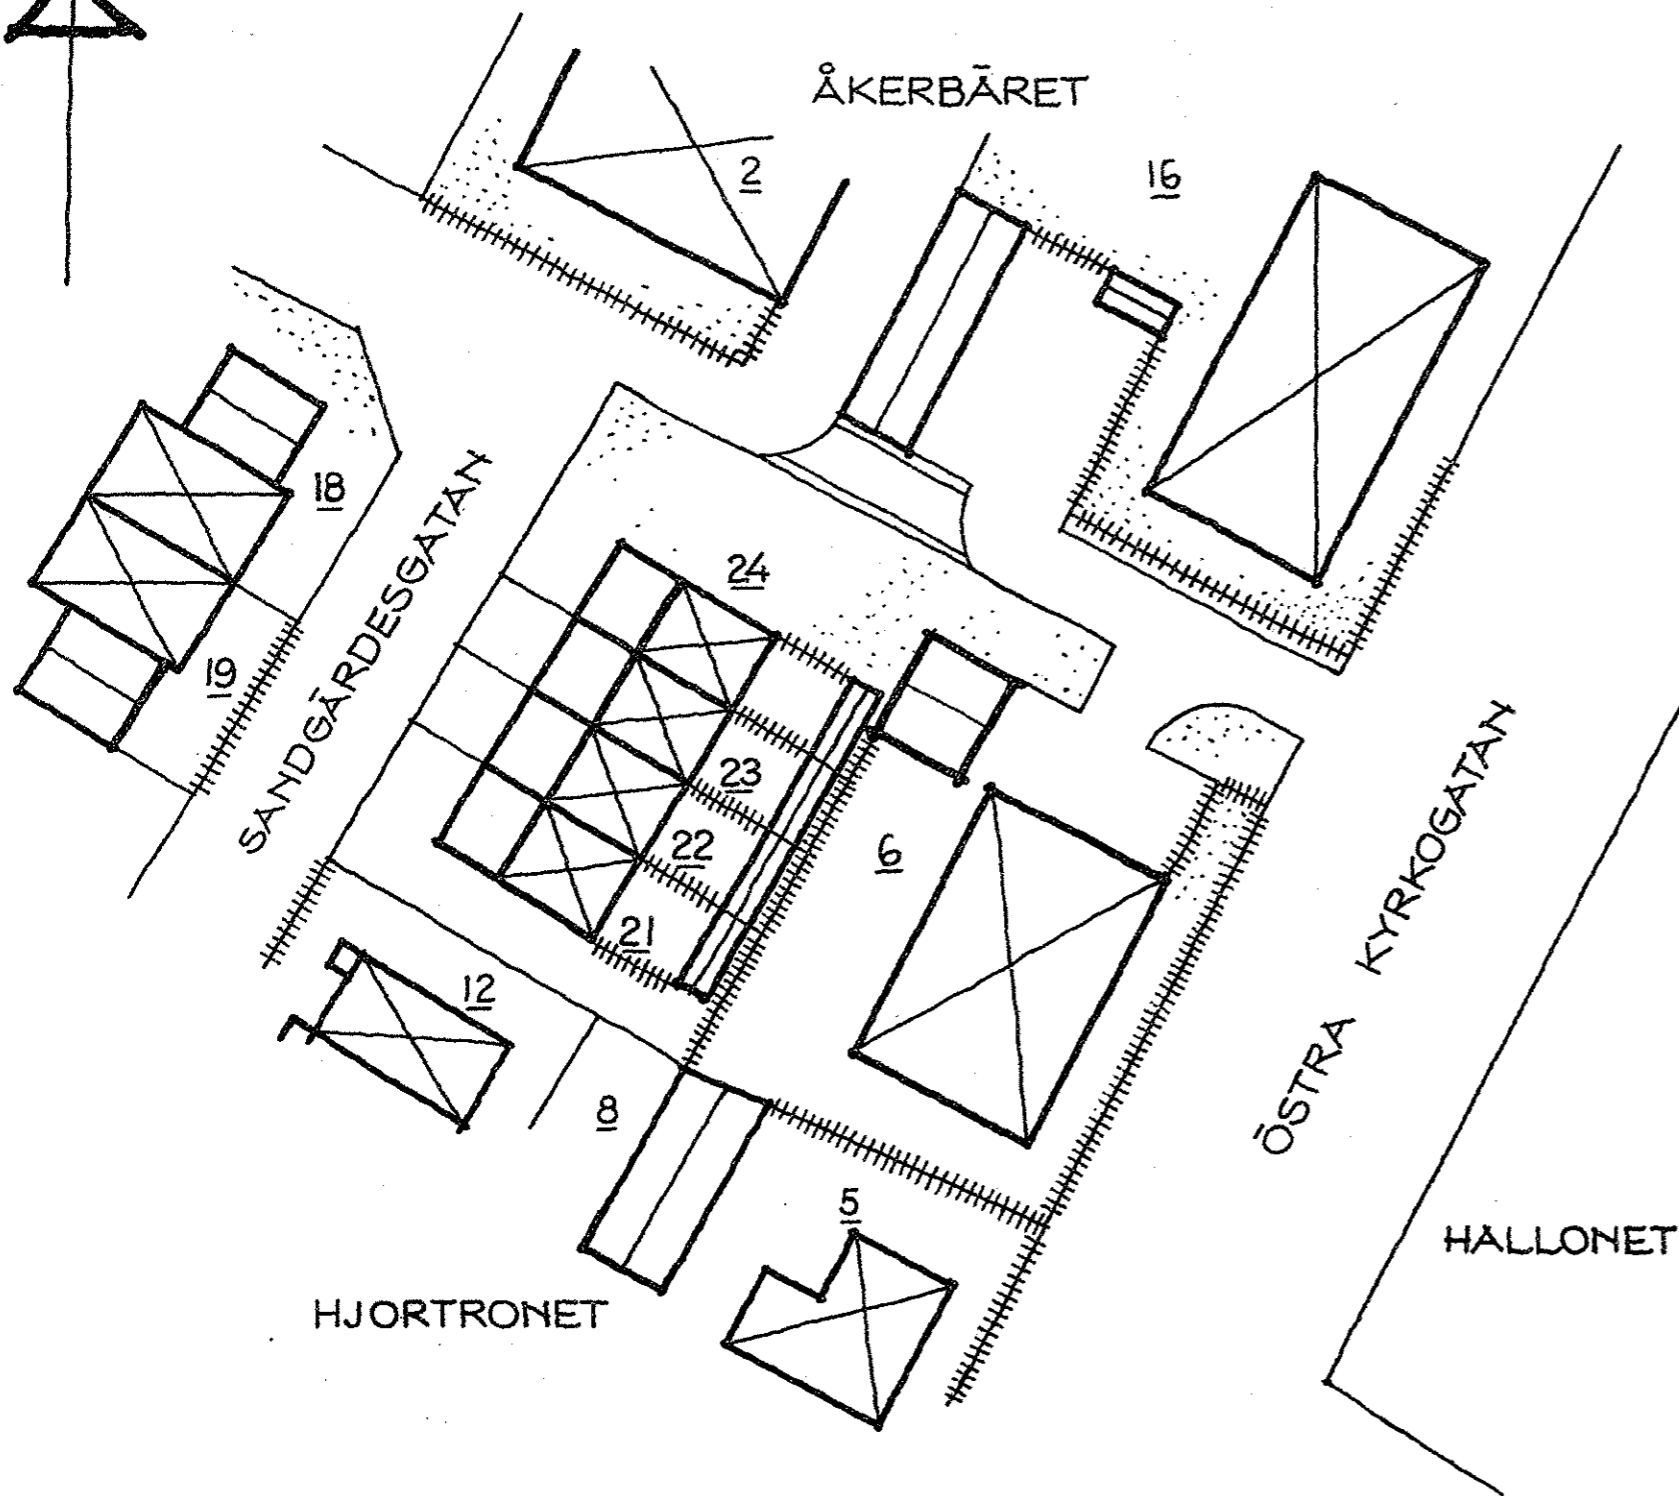 ÅKERBÄRET
2
16
18
SANDGÄRDESGATAN
24
19
23
22
6
21
12
ÖSTRA KYRKOGATAN
8
5
HALLONET
HJORTRONET